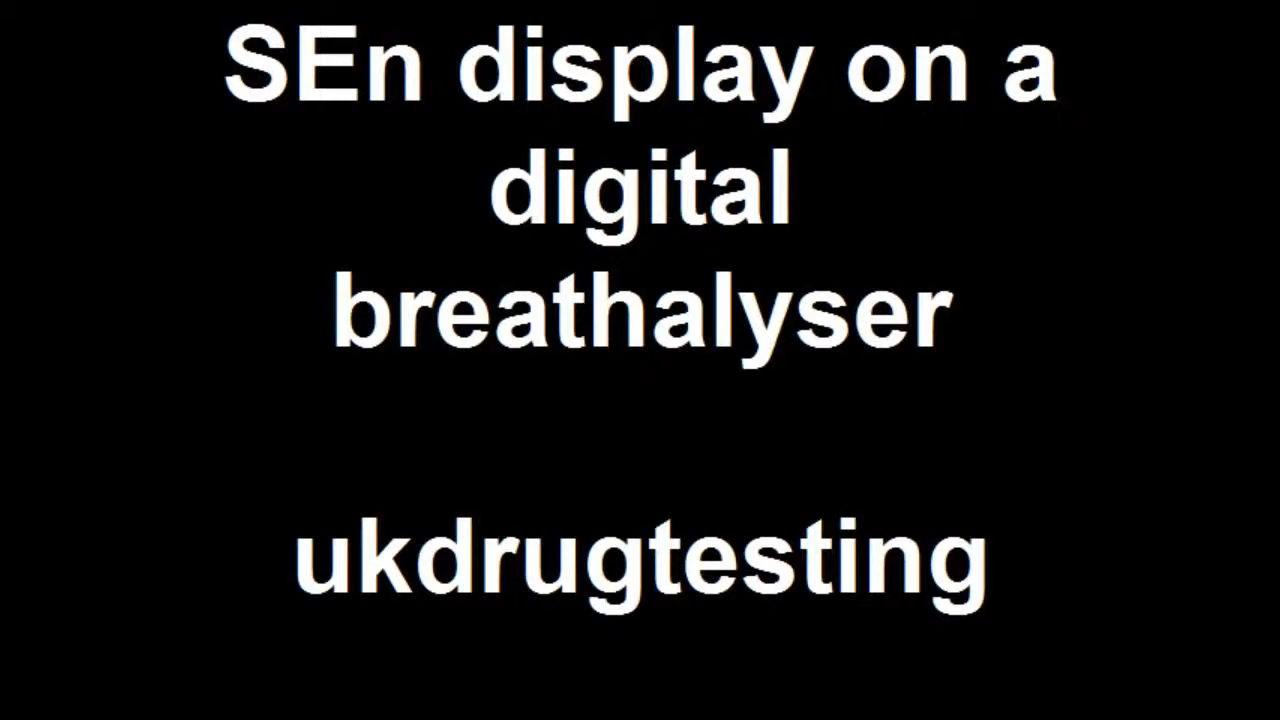 SEn display on a
digital
breathalyser
ukdrugtesting